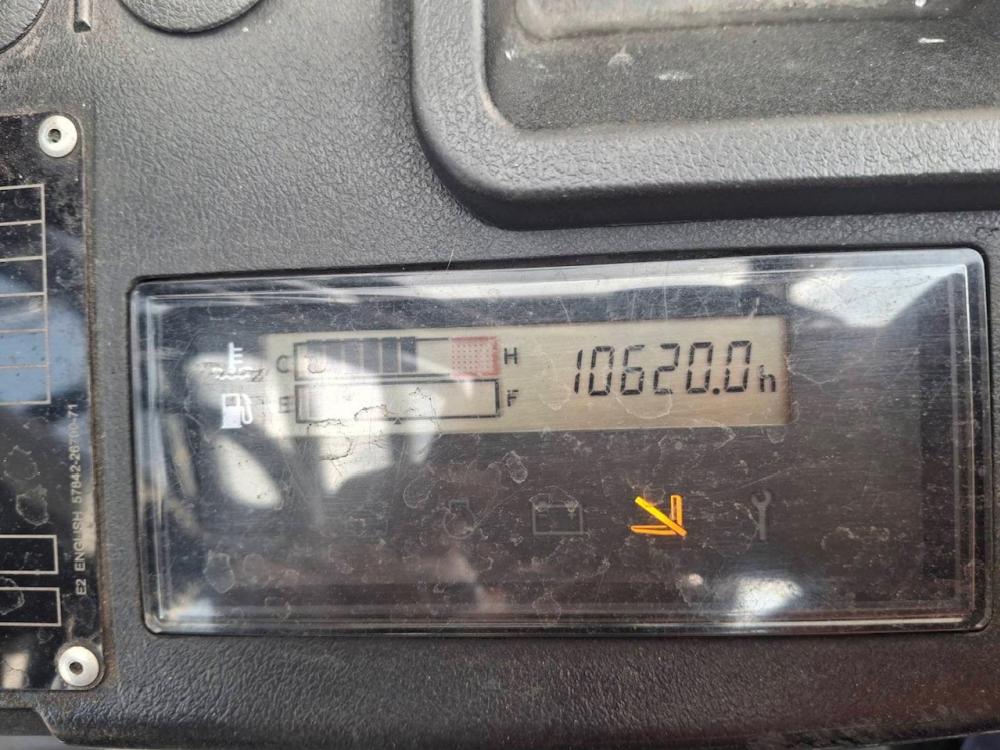 C H
10620.0h
E F
E2 ENGLISH 57842-26700-71